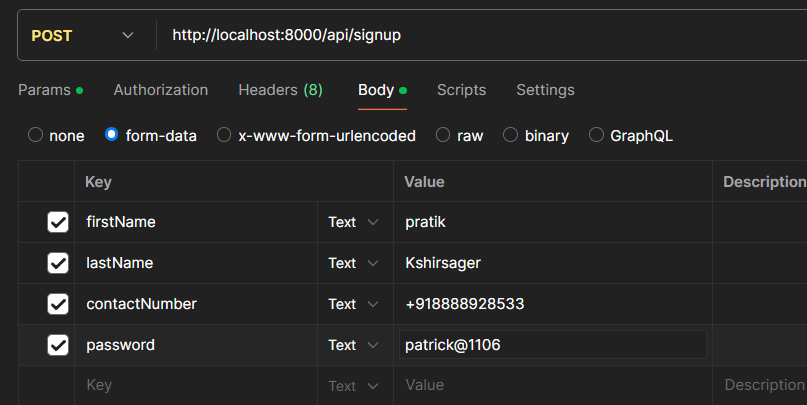 POST http://localhost:8000/api/signup
Params Authorization Headers (8) Body Scripts Settings
none form-data x-www-form-urlencoded raw binary GraphQL
Key Value Description
firstName Text pratik
lastName Text Kshirsager
contactNumber Text +918888928533
password Text patrick@1106
Key Text Value Description